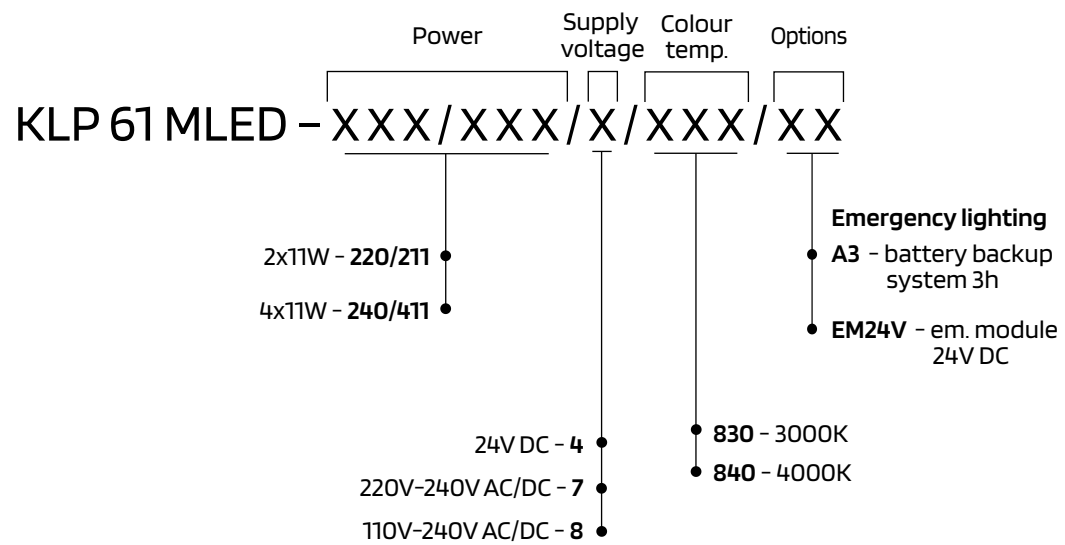 Power
Supply
voltage
Colour
temp.
Options
KLP 61 MLED – XXX/XXX/X/XXX/XX
Emergency lighting
A3 – battery backup
system 3h
EM24V – em. module
24V DC
2x11W – 220/211
4x11W – 240/411
24V DC – 4
220V–240V AC/DC – 7
110V–240V AC/DC – 8
830 – 3000K
840 – 4000K